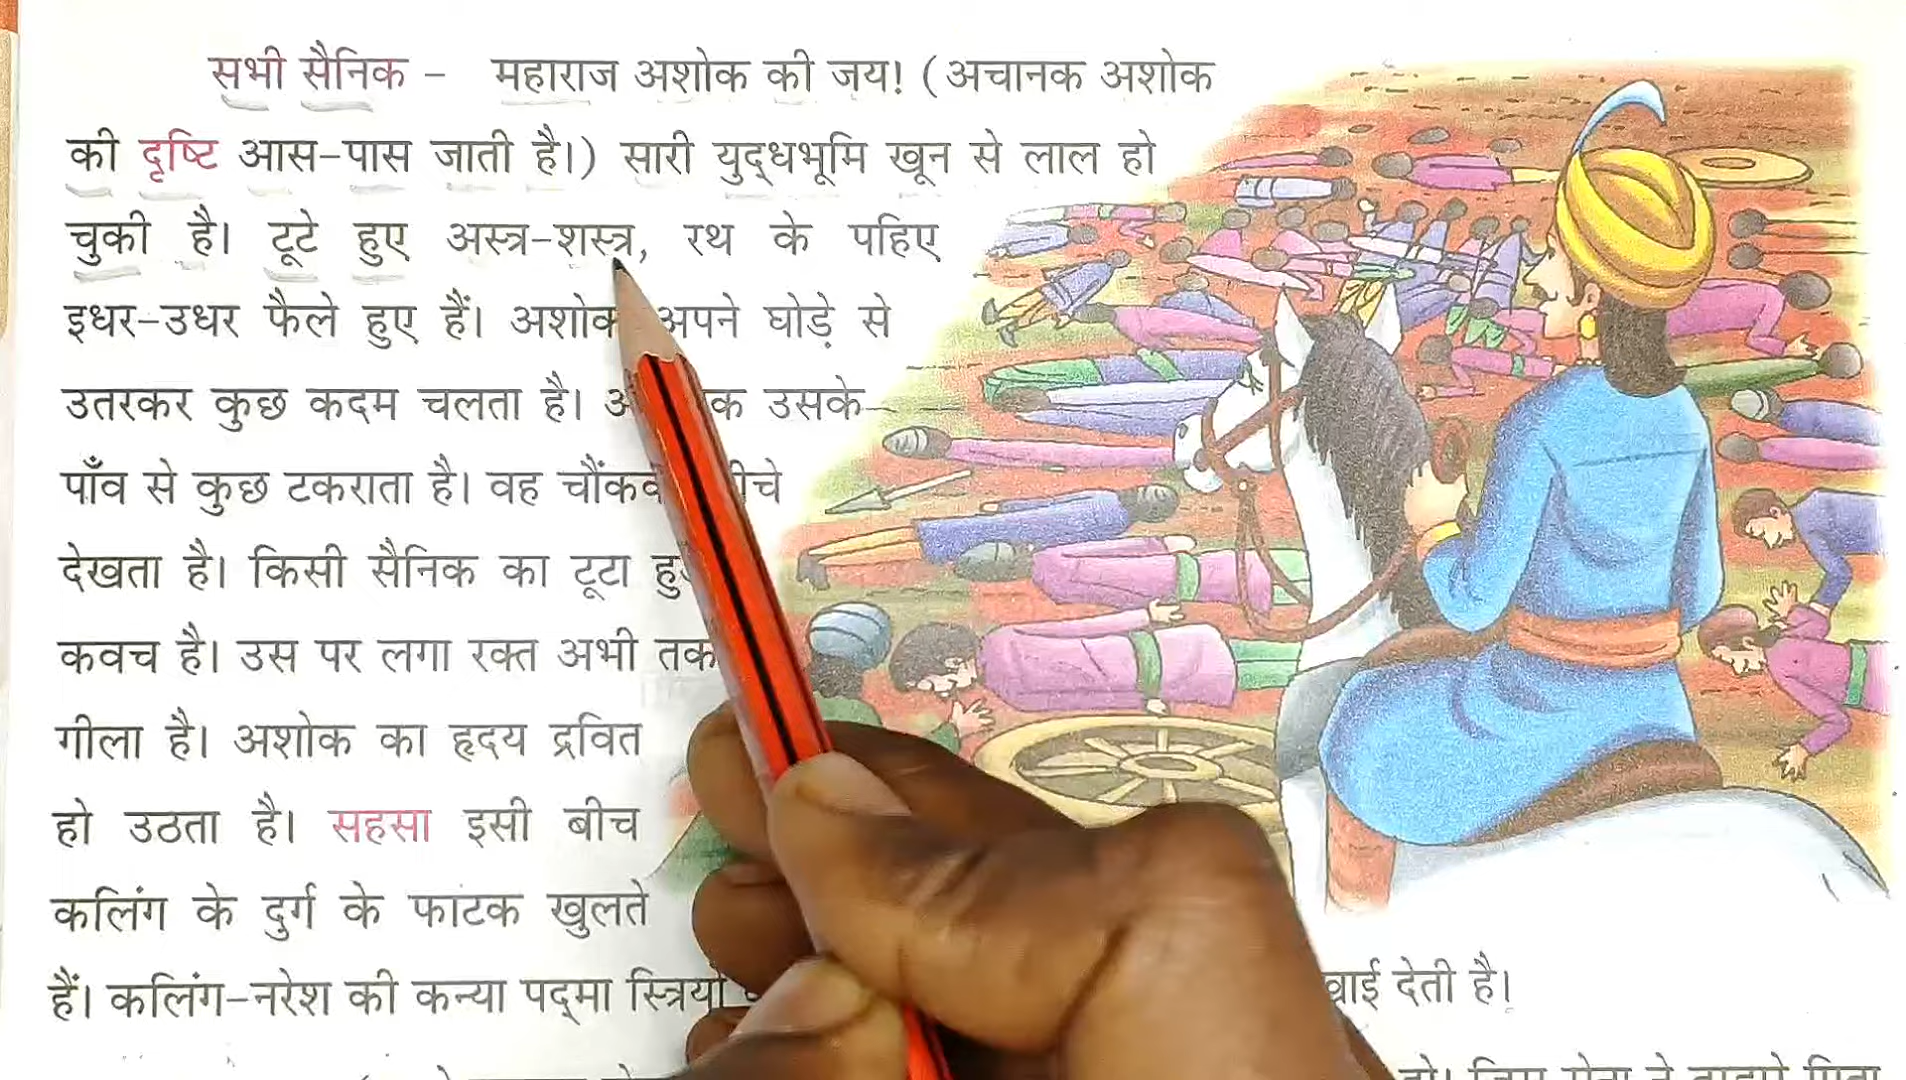 सभी सैनिक – महाराज अशोक की जय! (अचानक अशोक
की दृष्टि आस-पास जाती है।) सारी युद्धभूमि खून से लाल हो
चुकी है। टूटे हुए अस्त्र-शस्त्र, रथ के पहिए
इधर-उधर फैले हुए हैं। अशोक अपने घोड़े से
उतरकर कुछ कदम चलता है। उसके
पाँव से कुछ टकराता है। वह
देखता है। किसी सैनिक का टूटा
कवच है। उस पर लगा रक्त अभी तक
गीला है। अशोक का हृदय द्रवित
हो उठता है। सहसा इसी बीच
कलिंग के दुर्ग के फाटक खुलते
हैं। कलिंग-नरेश की कन्या पद्मा देती है।